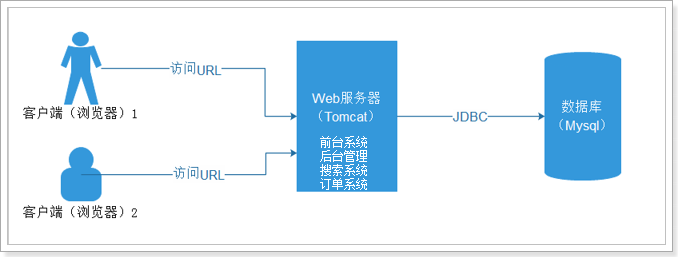 访问URL
客户端（浏览器）1
Web服务器
（Tomcat）
前台系统
后台管理
搜索系统
订单系统
JDBC
数据库
（Mysql）
访问URL
客户端（浏览器）2